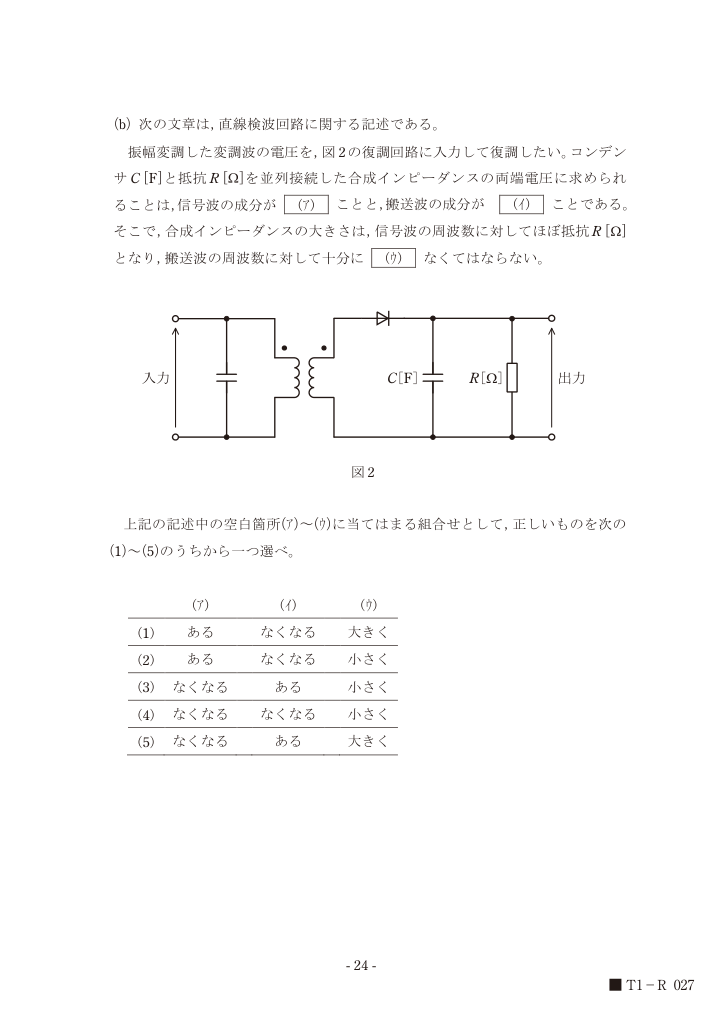 (b) 次の文章は,直線検波回路に関する記述である。
振幅変調した変調波の電圧を,図2の復調回路に入力して復調したい。コンデン
サC[F]と抵抗R[Ω]を並列接続した合成インピーダンスの両端電圧に求められ
ることは,信号波の成分が (ア) ことと,搬送波の成分が (イ) ことである。
そこで,合成インピーダンスの大きさは,信号波の周波数に対してほぼ抵抗R[Ω]
となり,搬送波の周波数に対して十分に (ウ) なくてはならない。
入力 C[F] R[Ω] 出力
図2
上記の記述中の空白箇所(ア)～(ウ)に当てはまる組合せとして,正しいものを次の
(1)～(5)のうちから一つ選べ。
(ア) (イ) (ウ)
(1) ある なくなる 大きく
(2) ある なくなる 小さく
(3) なくなる ある 小さく
(4) なくなる なくなる 小さく
(5) なくなる ある 大きく
- 24 -
■ T1－R 027